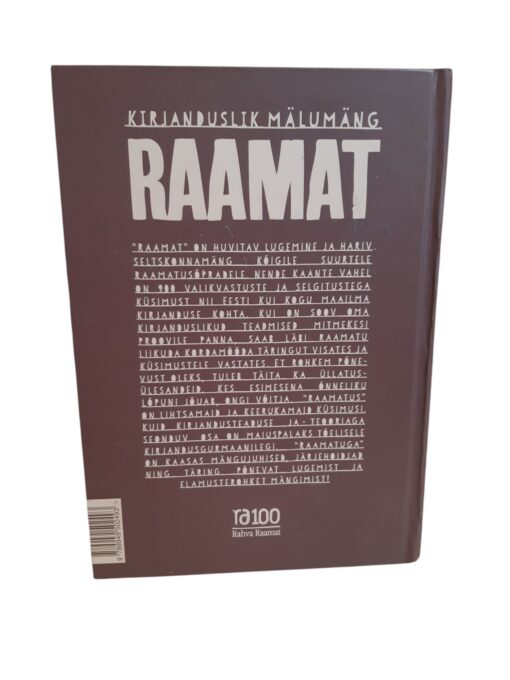 KIRJANDUSLIK MÄLUMÄNG
RAAMAT
"RAAMAT" ON HUVITAV LUGEMINE JA HARIV
SELTSKONNAMÄNG KÕIGILE SUURTELE
RAAMATUSÕPRADELE NENDE KAANTE VAHEL
ON 900 VALIKVASTUSTE JA SELGITUSTEGA
KÜSIMUST NII EESTI KUI KOGU MAAILMA
KIRJANDUSE KOHTA. KUI ON SOOV OMA
KIRJANDUSLIKUD TEADMISED MITMEKESI
PROOVILE PANNA, SAAB LÄBI RAAMATU
LIIKUDA KORDAMÖÖDA TÄRINGUT VISATES JA
KÜSIMUSTELE VASTATES. ET ROHKEM PÕNE-
VUST OLEKS, TULEB TÄITA KA ÜLLATUS-
ÜLESANDEID. KES ESIMESENA ÕNNELIKU
LÕPUNI JÕUAB, ONGI VÕITJA. "RAAMATUS"
ON LIHTSAMAID JA KEERUKAMAID KÜSIMUSI,
KUID KIRJANDUSTEADUSE JA -TEOORIAGA
SEONDUV OSA ON MAIUSPALAKS TÕELISELE
KIRJANDUSGURMAANILEGI. "RAAMATUGA"
ON KAASAS MÄNGUJUHISED, JÄRJEHOIDJAD
NING TÄRING PÕNEVAT LUGEMIST JA
ELAMUSTEROHKET MÄNGIMIST!
ra100
Rahva Raamat
9 789949 502493